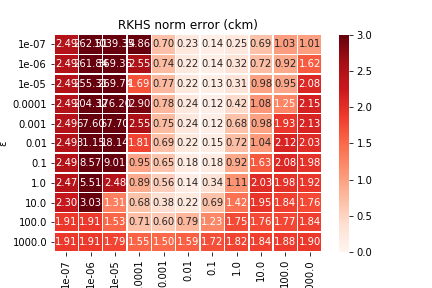 RKHS norm error (ckm)
1e-07 2.49 4.86 0.70 0.23 0.14 0.25 0.69 1.03 1.01
1e-06 2.49 2.55 0.74 0.22 0.14 0.32 0.72 0.92 1.62
1e-05 2.49 0.77 0.22 0.13 0.31 0.98 0.95 2.08
0.0001 2.49 2.90 0.78 0.24 0.12 0.42 1.08 1.25 2.15
0.001 2.49 2.55 0.75 0.24 0.12 0.68 0.98 1.93 2.13
0.01 2.49 18.14 1.81 0.69 0.22 0.15 0.72 1.04 2.12 2.03
0.1 2.49 8.57 9.01 0.95 0.65 0.18 0.18 0.92 1.63 2.08 1.98
1.0 2.47 5.51 2.48 0.89 0.56 0.14 0.34 1.11 2.03 1.98 1.92
10.0 2.30 3.03 1.31 0.68 0.38 0.22 0.69 1.42 1.95 1.84 1.76
100.0 1.91 1.91 1.53 0.71 0.60 0.79 1.23 1.75 1.76 1.77 1.84
1000.0 1.91 1.91 1.79 1.55 1.50 1.59 1.72 1.82 1.84 1.88 1.90
ε
1e-07 1e-06 1e-05 0001 0.001 0.01 0.1 1.0 10.0 100.0 000.0
3.0
2.5
2.0
1.5
1.0
0.5
0.0